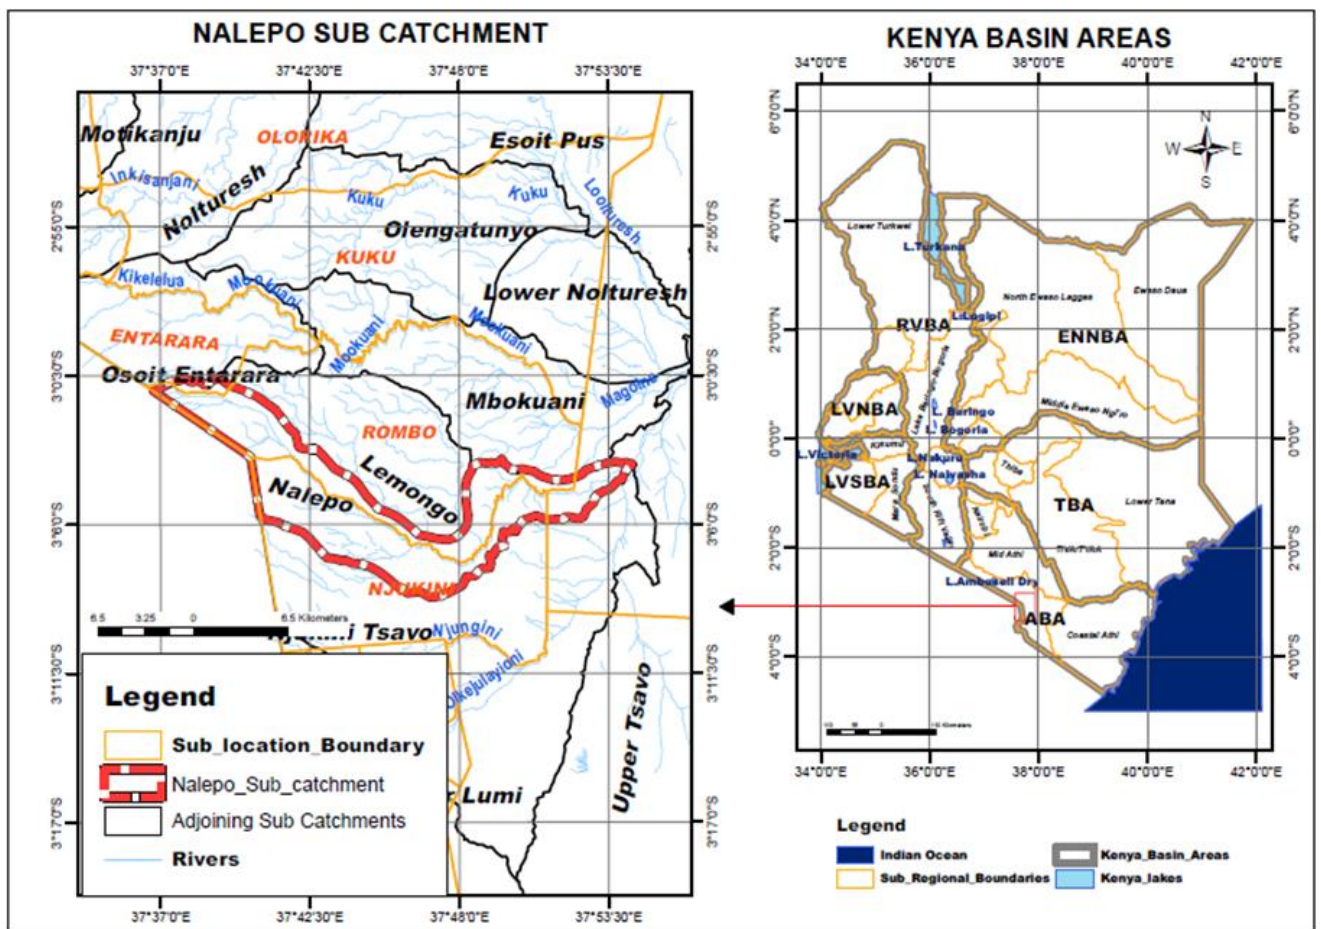 NALEPO SUB CATCHMENT
37°37'0"E 37°42'30"E 37°48'0"E 37°53'30"E
Motikanju
OLORIKA
Esoit Pus
Inkisanjani
Nolturesh
Kuku
Kuku
Loolturesh
2°55'0"S
2°55'0"S
Olengatunyo
KUKU
Kikelelua
Mookuani
Lower Nolturesh
Mookuani
Mookuani
ENTARARA
3°0'30"S
3°0'30"S
Osoit Entarara
Magoine
Mbokuani
ROMBO
Lemongo
Nalepo
3°6'0"S
3°6'0"S
NJUKINI
6.5 3.25 0 6.5 Kilometers
Tsavo
Njungini
Olkejulayioni
3°11'30"S
3°11'30"S
Upper Tsavo
Lumi
3°17'0"S
3°17'0"S
Legend
Sub_location_Boundary
Nalepo_Sub_catchment
Adjoining Sub Catchments
Rivers
37°37'0"E 37°42'30"E 37°48'0"E 37°53'30"E
KENYA BASIN AREAS
34°0'0"E 36°0'0"E 38°0'0"E 40°0'0"E 42°0'0"E
6°0'0"N
6°0'0"N
N
W E
S
4°0'0"N
4°0'0"N
Lower Turkwel
L.Turkana
North Ewaso Laggas
Ewaso Daua
L.Logipi
RVBA
ENNBA
2°0'0"N
2°0'0"N
LVNBA
L. Baringo
L. Bogoria
Middle Ewaso Ng'iro
0°0'0"
0°0'0"
Kisumu
L.Victoria
L.Nakuru
L. Naivasha
Thiba
LVSBA
Mara Sondu
South Rift Valley
Nairobi
TBA
Lower Tana
Mid Athi
2°0'0"S
2°0'0"S
L.Amboseli Dry
ABA
Coastal Athi
4°0'0"S
4°0'0"S
34°0'0"E 36°0'0"E 38°0'0"E 40°0'0"E 42°0'0"E
Legend
Indian Ocean
Kenya_Basin_Areas
Sub_Regional_Boundaries
Kenya_lakes